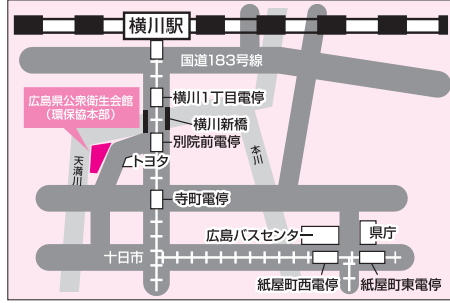 横川駅
国道183号線
広島県公衆衛生会館
（環保協本部）
横川1丁目電停
横川新橋
別院前電停
トヨタ
天満川
本川
寺町電停
広島バスセンター
県庁
十日市
紙屋町西電停
紙屋町東電停